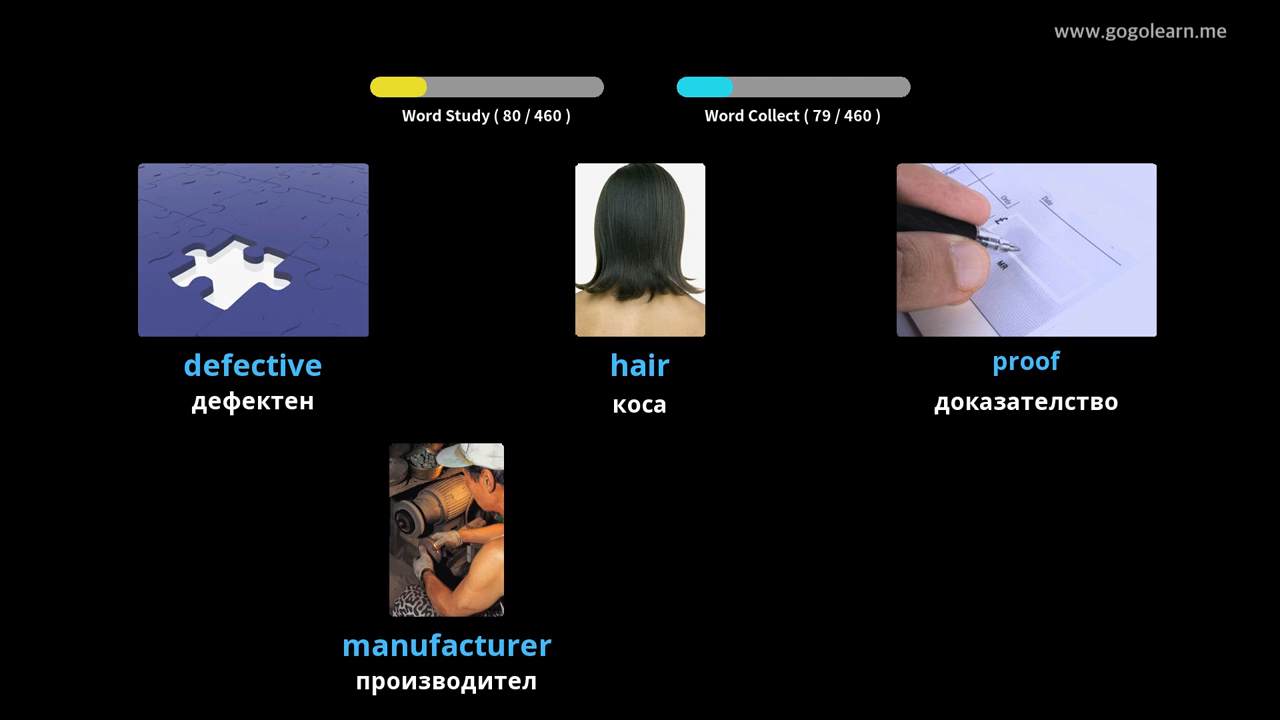 www.gogolearn.me
Word Study ( 80 / 460 )
Word Collect ( 79 / 460 )
defective
дефектен
hair
коса
proof
доказателство
manufacturer
производител